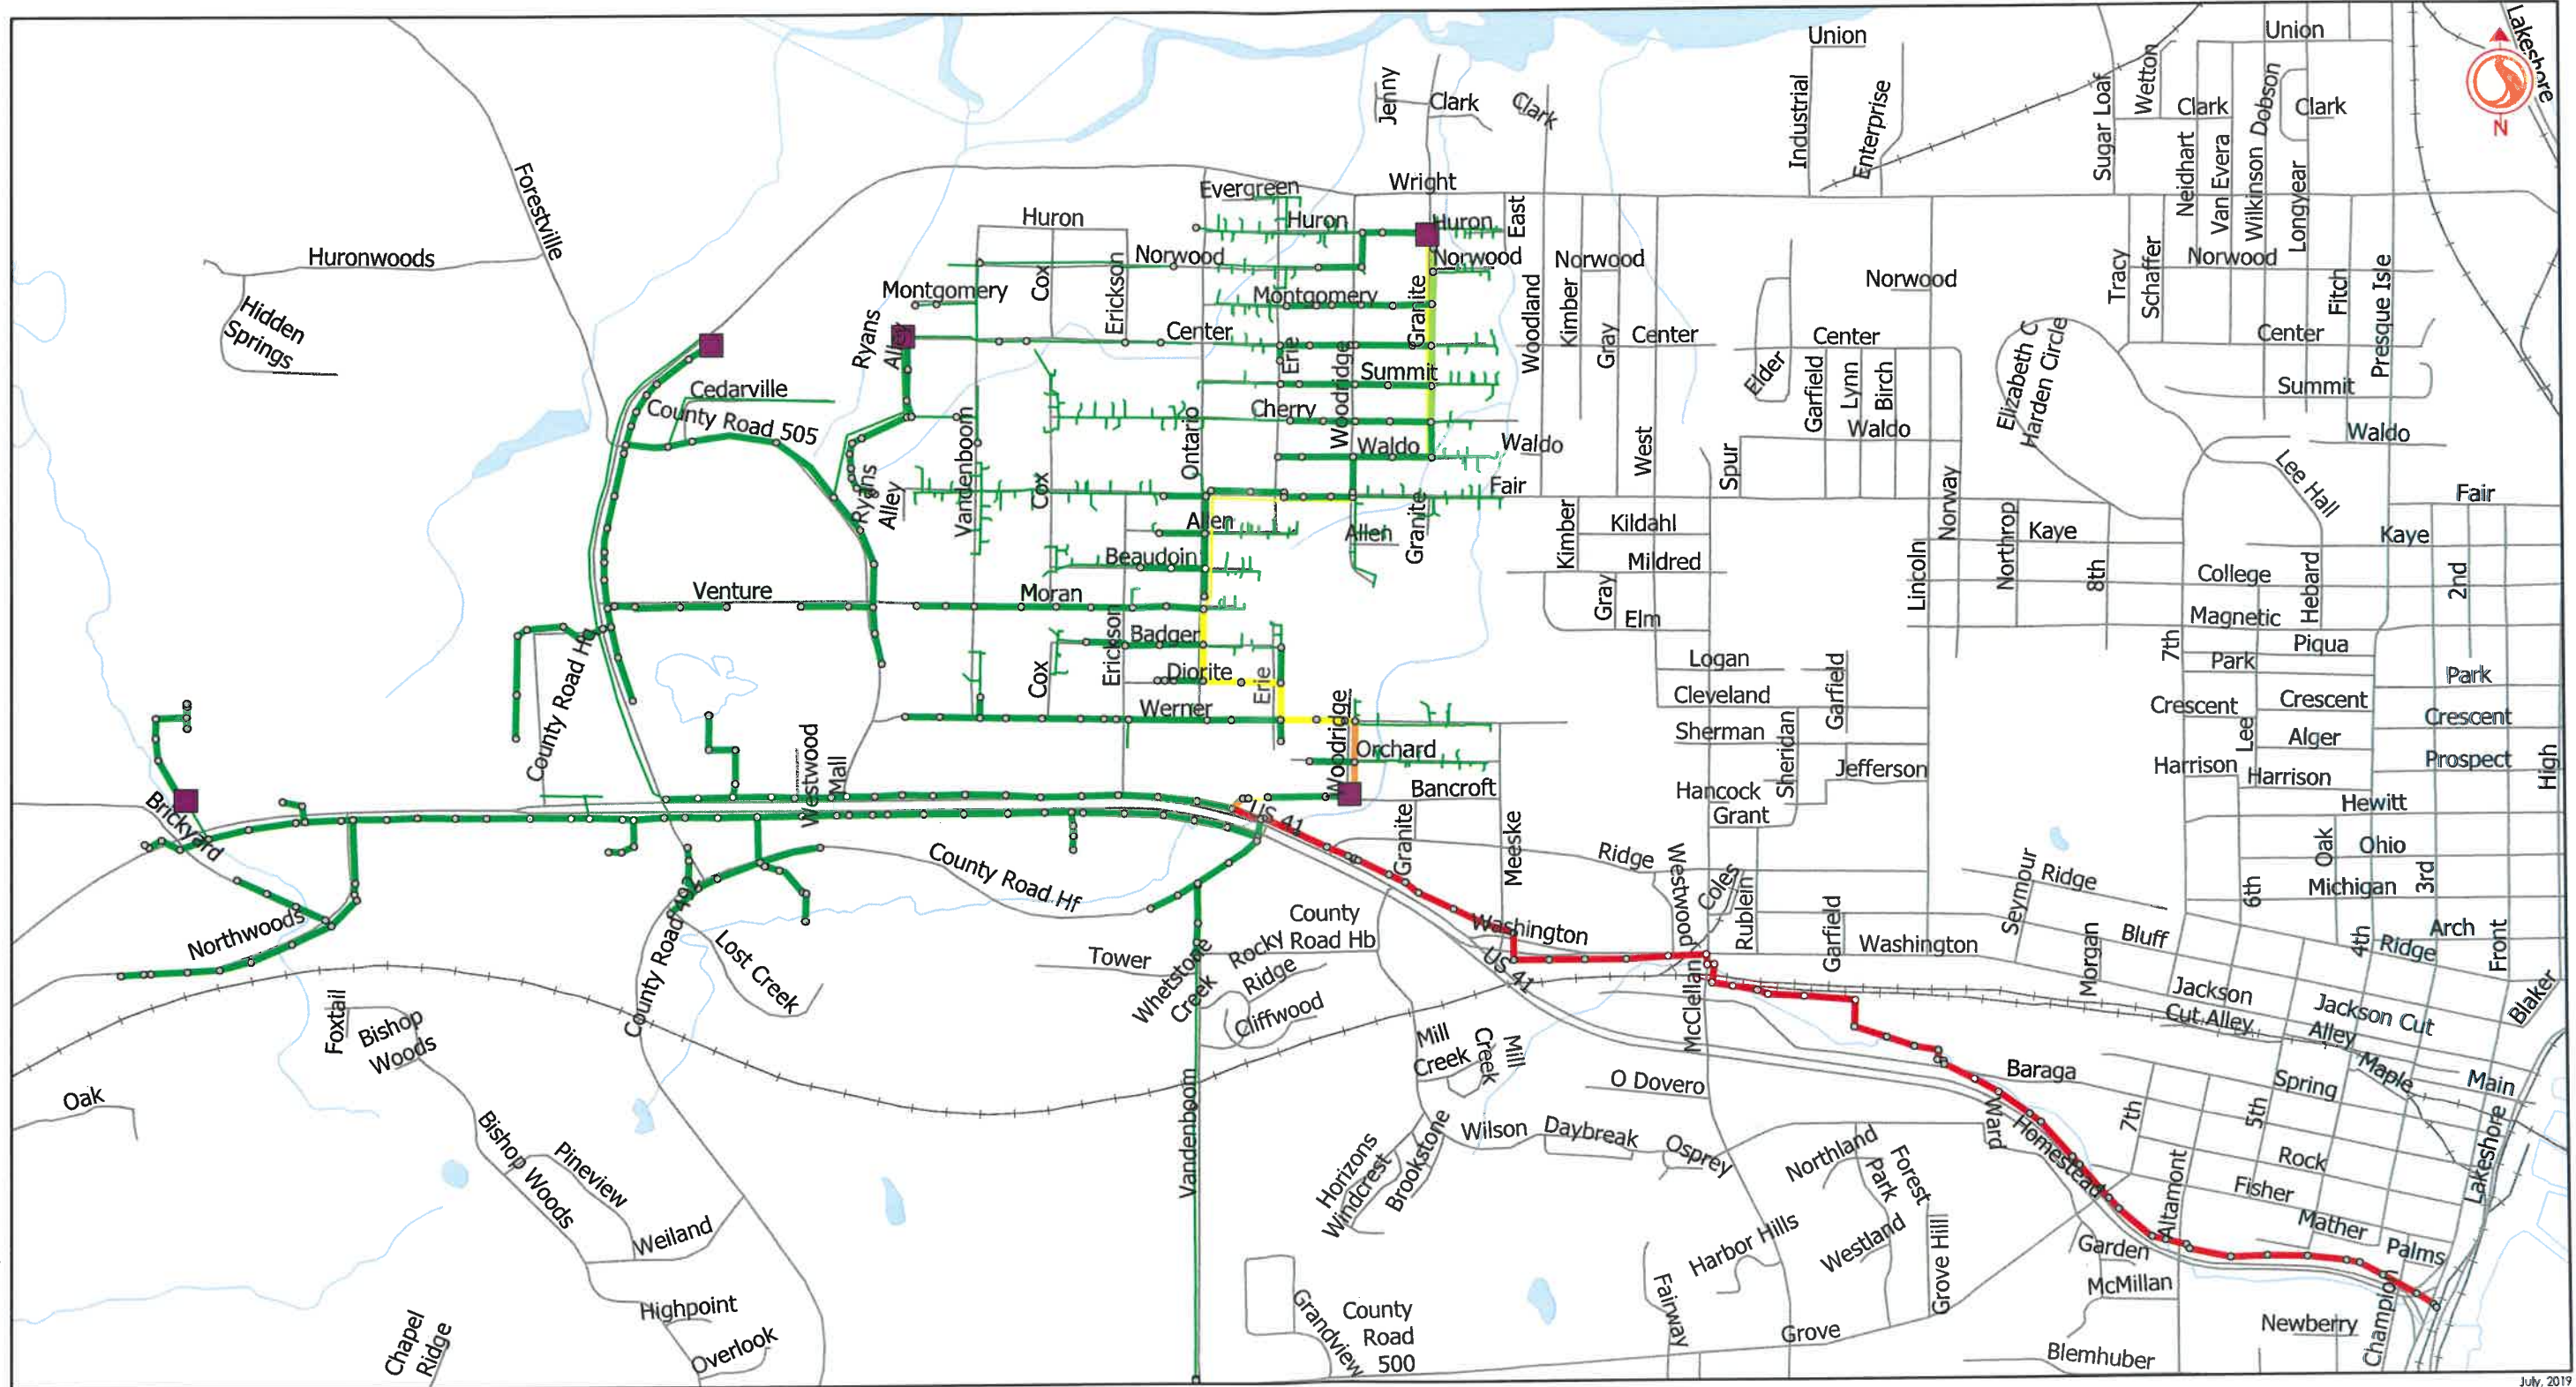 Union
Union
Lakeshore
Jenny
Clark
Clark
Industrial
Enterprise
Sugar Loaf
Wetton
Clark
Dobson
Clark
N
Neidhart
Van Evera
Wilkinson
Longyear
Forestville
Evergreen
Wright
Huron
Huron
Huron
East
Huronwoods
Norwood
Norwood
Norwood
Norwood
Norwood
Tracy
Schaffer
Fitch
Presque Isle
Hidden
Springs
Montgomery
Cox
Erickson
Montgomery
Granite
Woodland
Kimber
Gray
Ryans
Alley
Center
Center
Center
Center
Erie
Woodridge
Summit
Elder
Garfield
Lynn
Birch
Elizabeth C
Harden Circle
Summit
Cedarville
County Road 505
Vandenboom
Ontario
Cherry
Waldo
Waldo
West
Spur
Waldo
Waldo
Lee Hall
Ryans
Alley
Cox
Fair
Fair
Norway
Allen
Allen
Granite
Kimber
Kildahl
Northrop
Kaye
Kaye
Beaudoin
Mildred
Lincoln
8th
College
Hebard
2nd
Venture
Moran
Gray
Elm
Magnetic
County Road Hq
Erickson
Badger
7th
Piqua
Cox
Diorite
Erie
Logan
Garfield
Park
Park
Werner
Woodridge
Cleveland
Crescent
Crescent
Crescent
Westwood
Mall
Orchard
Sherman
Sheridan
Lee
Alger
Prospect
High
Jefferson
Harrison
Harrison
Brickyard
Bancroft
Hancock
Grant
Hewitt
US 41
Granite
Meeske
Ridge
Westwood
Coles
Rublein
Seymour
Ridge
Oak
Ohio
County Road Hf
6th
Michigan
3rd
Northwoods
County Road 492
Lost Creek
Tower
Whetstone
Creek
County
Rocky Road Hb
Ridge
Cliffwood
Washington
US 41
Garfield
Washington
Morgan
Bluff
4th
Ridge
Arch
Front
McClellan
Jackson
Cut Alley
Jackson Cut
Alley
Blaker
Foxtail
Bishop
Woods
Mill
Creek
Creek
Mill
O Dovero
Baraga
Maple
Main
Oak
Spring
Vandenboom
Ward
7th
5th
Bishop Woods
Pineview
Horizons
Windcrest
Brookstone
Wilson
Daybreak
Osprey
Northland
Park
Forest
Homestead
Rock
Lakeshore
Altamont
Fisher
Weiland
Harbor Hills
Westland
Grove Hill
Garden
Mather
Palms
McMillan
Highpoint
Overlook
Chapel
Ridge
Grandview
County
Road
500
Fairway
Grove
Newberry
Champion
Blemhuber
July, 2019